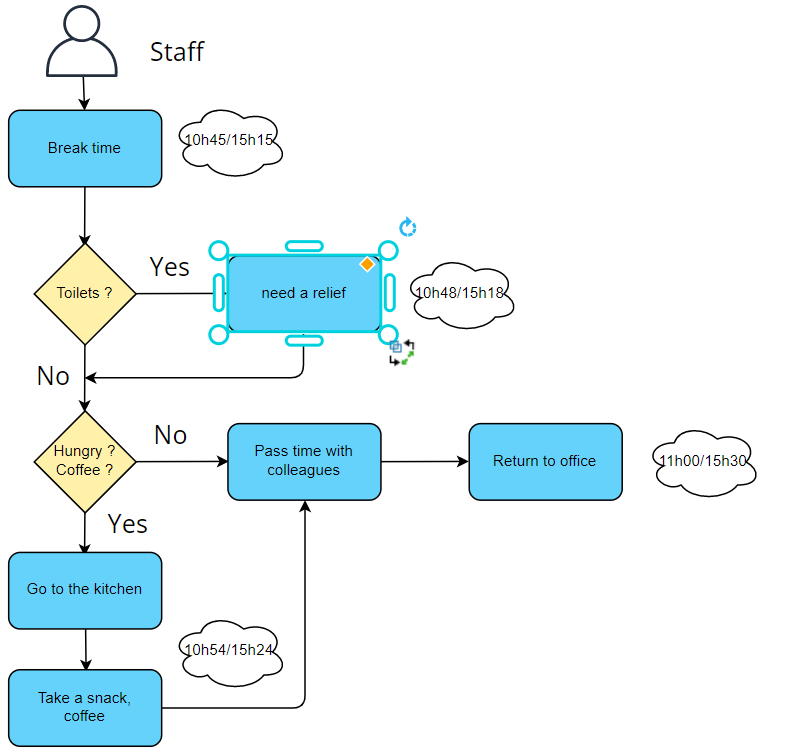 Staff
Break time
10h45/15h15
Toilets ?
Yes
need a relief
10h48/15h18
No
Hungry ?
Coffee ?
No
Pass time with
colleagues
Return to office
11h00/15h30
Yes
Go to the kitchen
10h54/15h24
Take a snack,
coffee